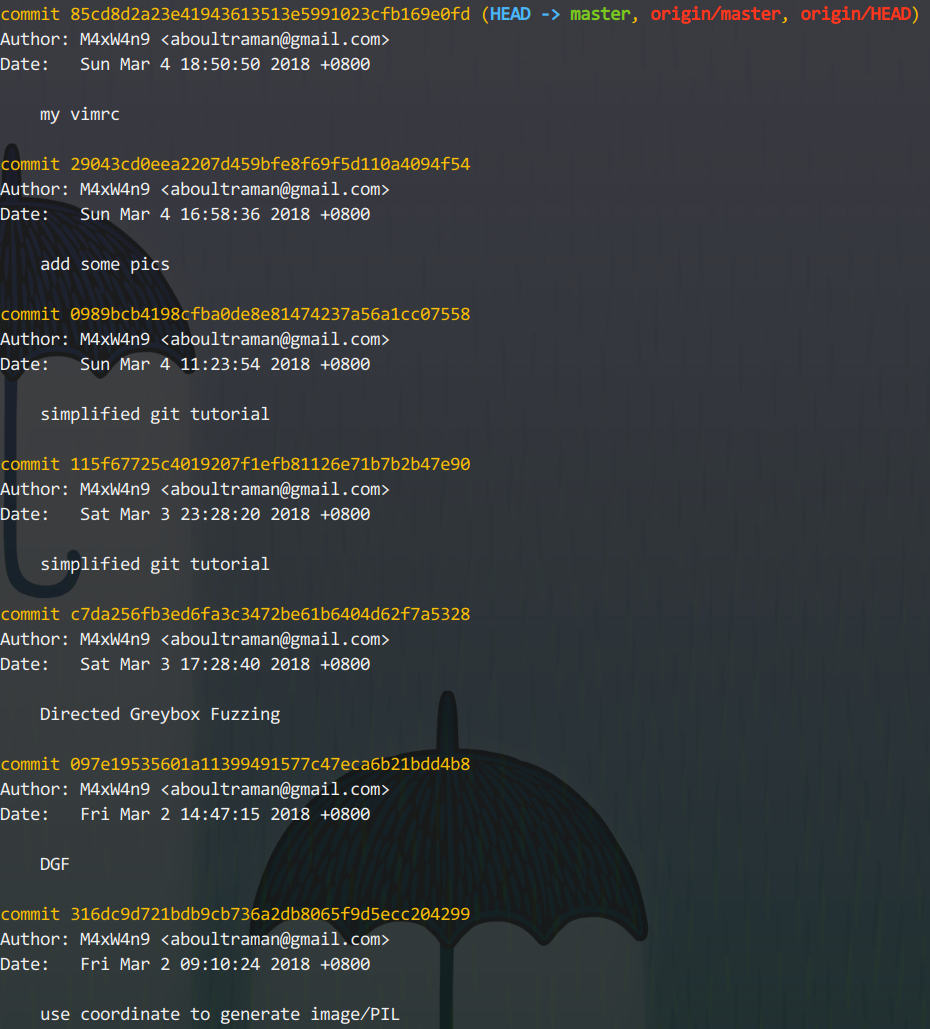 commit 85cd8d2a23e41943613513e5991023cfb169e0fd (HEAD -> master, origin/master, origin/HEAD)
Author: M4xW4n9 <aboultraman@gmail.com>
Date:   Sun Mar 4 18:50:50 2018 +0800
my vimrc
commit 29043cd0eea2207d459bfe8f69f5d110a4094f54
Author: M4xW4n9 <aboultraman@gmail.com>
Date:   Sun Mar 4 16:58:36 2018 +0800
add some pics
commit 0989bcb4198cfba0de8e81474237a56a1cc07558
Author: M4xW4n9 <aboultraman@gmail.com>
Date:   Sun Mar 4 11:23:54 2018 +0800
simplified git tutorial
commit 115f67725c4019207f1efb81126e71b7b2b47e90
Author: M4xW4n9 <aboultraman@gmail.com>
Date:   Sat Mar 3 23:28:20 2018 +0800
simplified git tutorial
commit c7da256fb3ed6fa3c3472be61b6404d62f7a5328
Author: M4xW4n9 <aboultraman@gmail.com>
Date:   Sat Mar 3 17:28:40 2018 +0800
Directed Greybox Fuzzing
commit 097e19535601a11399491577c47eca6b21bdd4b8
Author: M4xW4n9 <aboultraman@gmail.com>
Date:   Fri Mar 2 14:47:15 2018 +0800
DGF
commit 316dc9d721bdb9cb736a2db8065f9d5ecc204299
Author: M4xW4n9 <aboultraman@gmail.com>
Date:   Fri Mar 2 09:10:24 2018 +0800
use coordinate to generate image/PIL